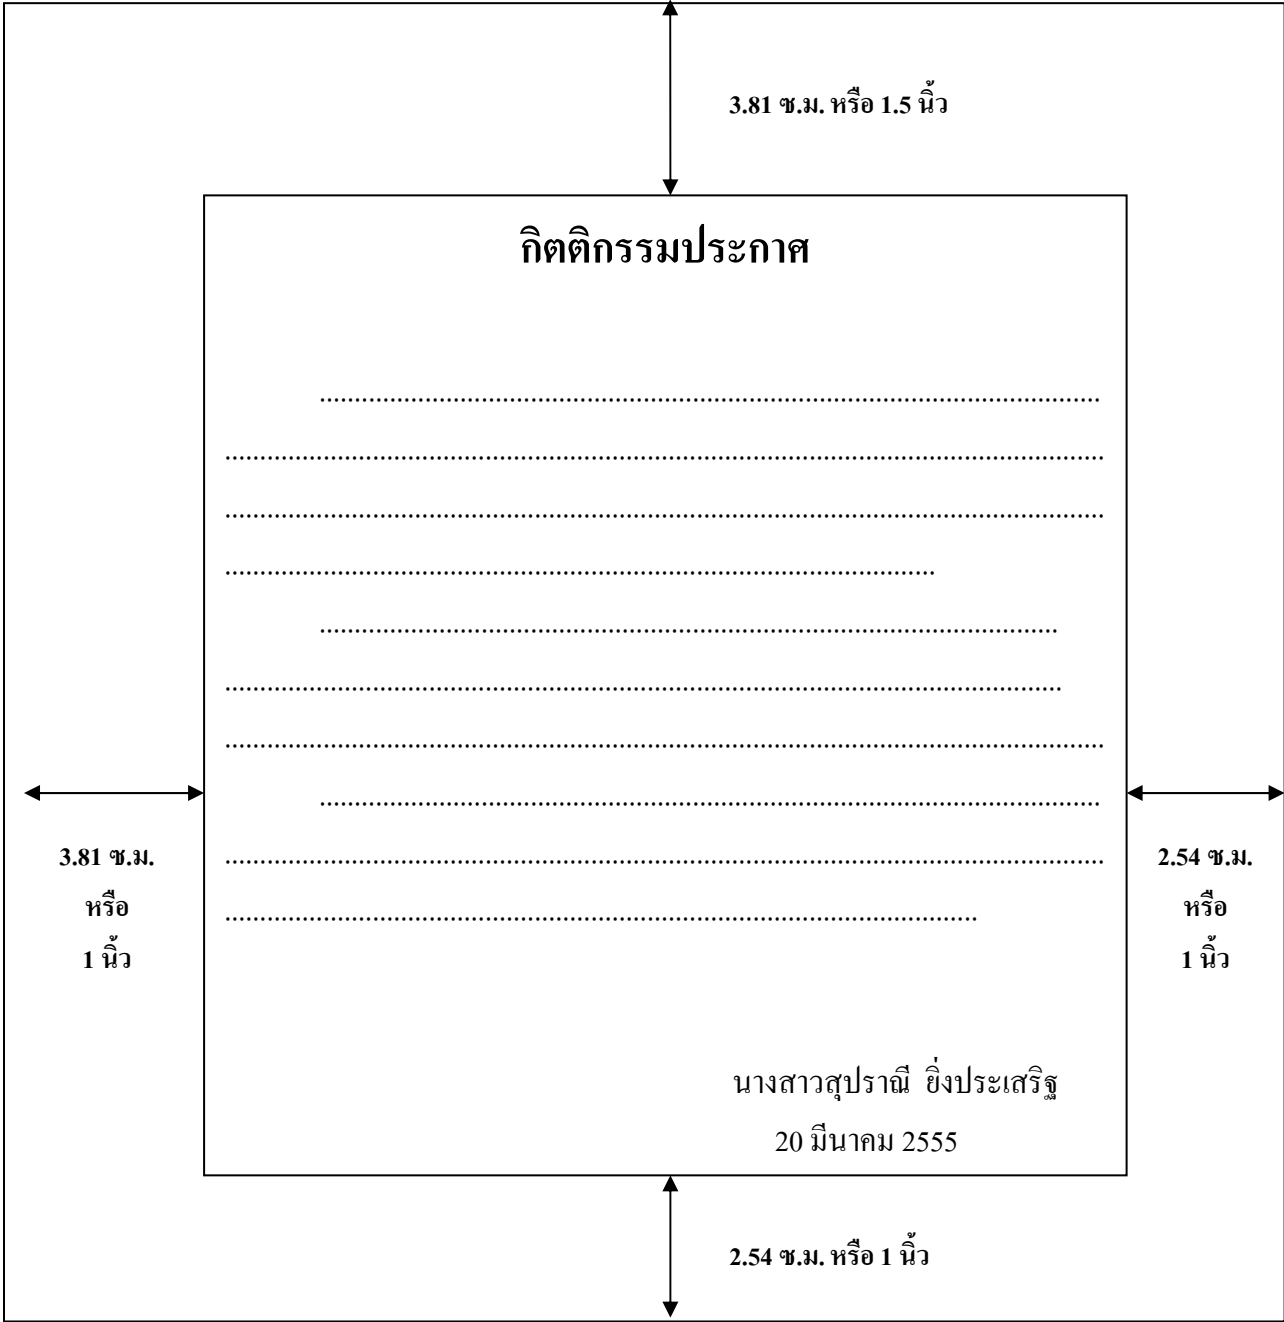 3.81 ซ.ม. หรือ 1.5 นิ้ว
กิตติกรรมประกาศ
...............................................................................................................
.............................................................................................................................
.............................................................................................................................
.....................................................................................................
.........................................................................................................
.......................................................................................................................
.............................................................................................................................
...............................................................................................................
.............................................................................................................................
...........................................................................................................
3.81 ซ.ม.
หรือ
1 นิ้ว
2.54 ซ.ม.
หรือ
1 นิ้ว
นางสาวสุปราณี ยิ่งประเสริฐ
20 มีนาคม 2555
2.54 ซ.ม. หรือ 1 นิ้ว